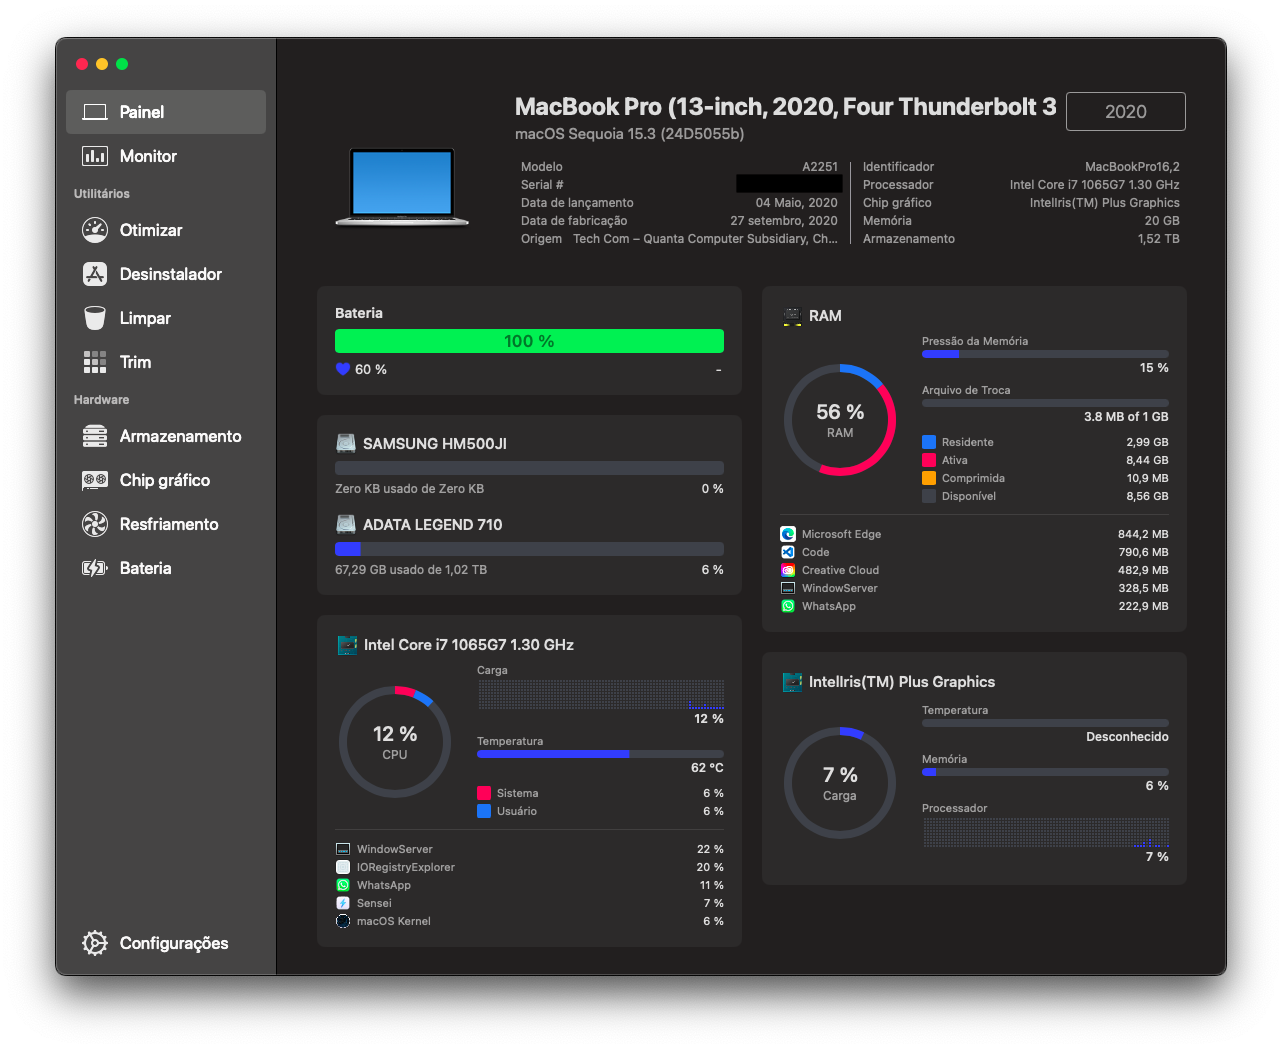 Painel
Monitor
Utilitários
Otimizar
Desinstalador
Limpar
Trim
Hardware
Armazenamento
Chip gráfico
Resfriamento
Bateria
Configurações
MacBook Pro (13-inch, 2020, Four Thunderbolt 3
2020
macOS Sequoia 15.3 (24D5055b)
Modelo A2251
Serial #
Data de lançamento 04 Maio, 2020
Data de fabricação 27 setembro, 2020
Origem Tech Com – Quanta Computer Subsidiary, Ch...
Identificador MacBookPro16,2
Processador Intel Core i7 1065G7 1.30 GHz
Chip gráfico IntelIris(TM) Plus Graphics
Memória 20 GB
Armazenamento 1,52 TB
Bateria
100 %
60 % -
SAMSUNG HM500JI
Zero KB usado de Zero KB 0 %
ADATA LEGEND 710
67,29 GB usado de 1,02 TB 6 %
Intel Core i7 1065G7 1.30 GHz
Carga
12 %
12 %
CPU
Temperatura
62 ºC
Sistema 6 %
Usuário 6 %
WindowServer 22 %
IORegistryExplorer 20 %
WhatsApp 11 %
Sensei 7 %
macOS Kernel 6 %
RAM
Pressão da Memória
15 %
Arquivo de Troca
3.8 MB of 1 GB
56 %
RAM
Residente 2,99 GB
Ativa 8,44 GB
Comprimida 10,9 MB
Disponível 8,56 GB
Microsoft Edge 844,2 MB
Code 790,6 MB
Creative Cloud 482,9 MB
WindowServer 328,5 MB
WhatsApp 222,9 MB
IntelIris(TM) Plus Graphics
Temperatura
Desconhecido
Memória
6 %
7 %
Carga
Processador
7 %